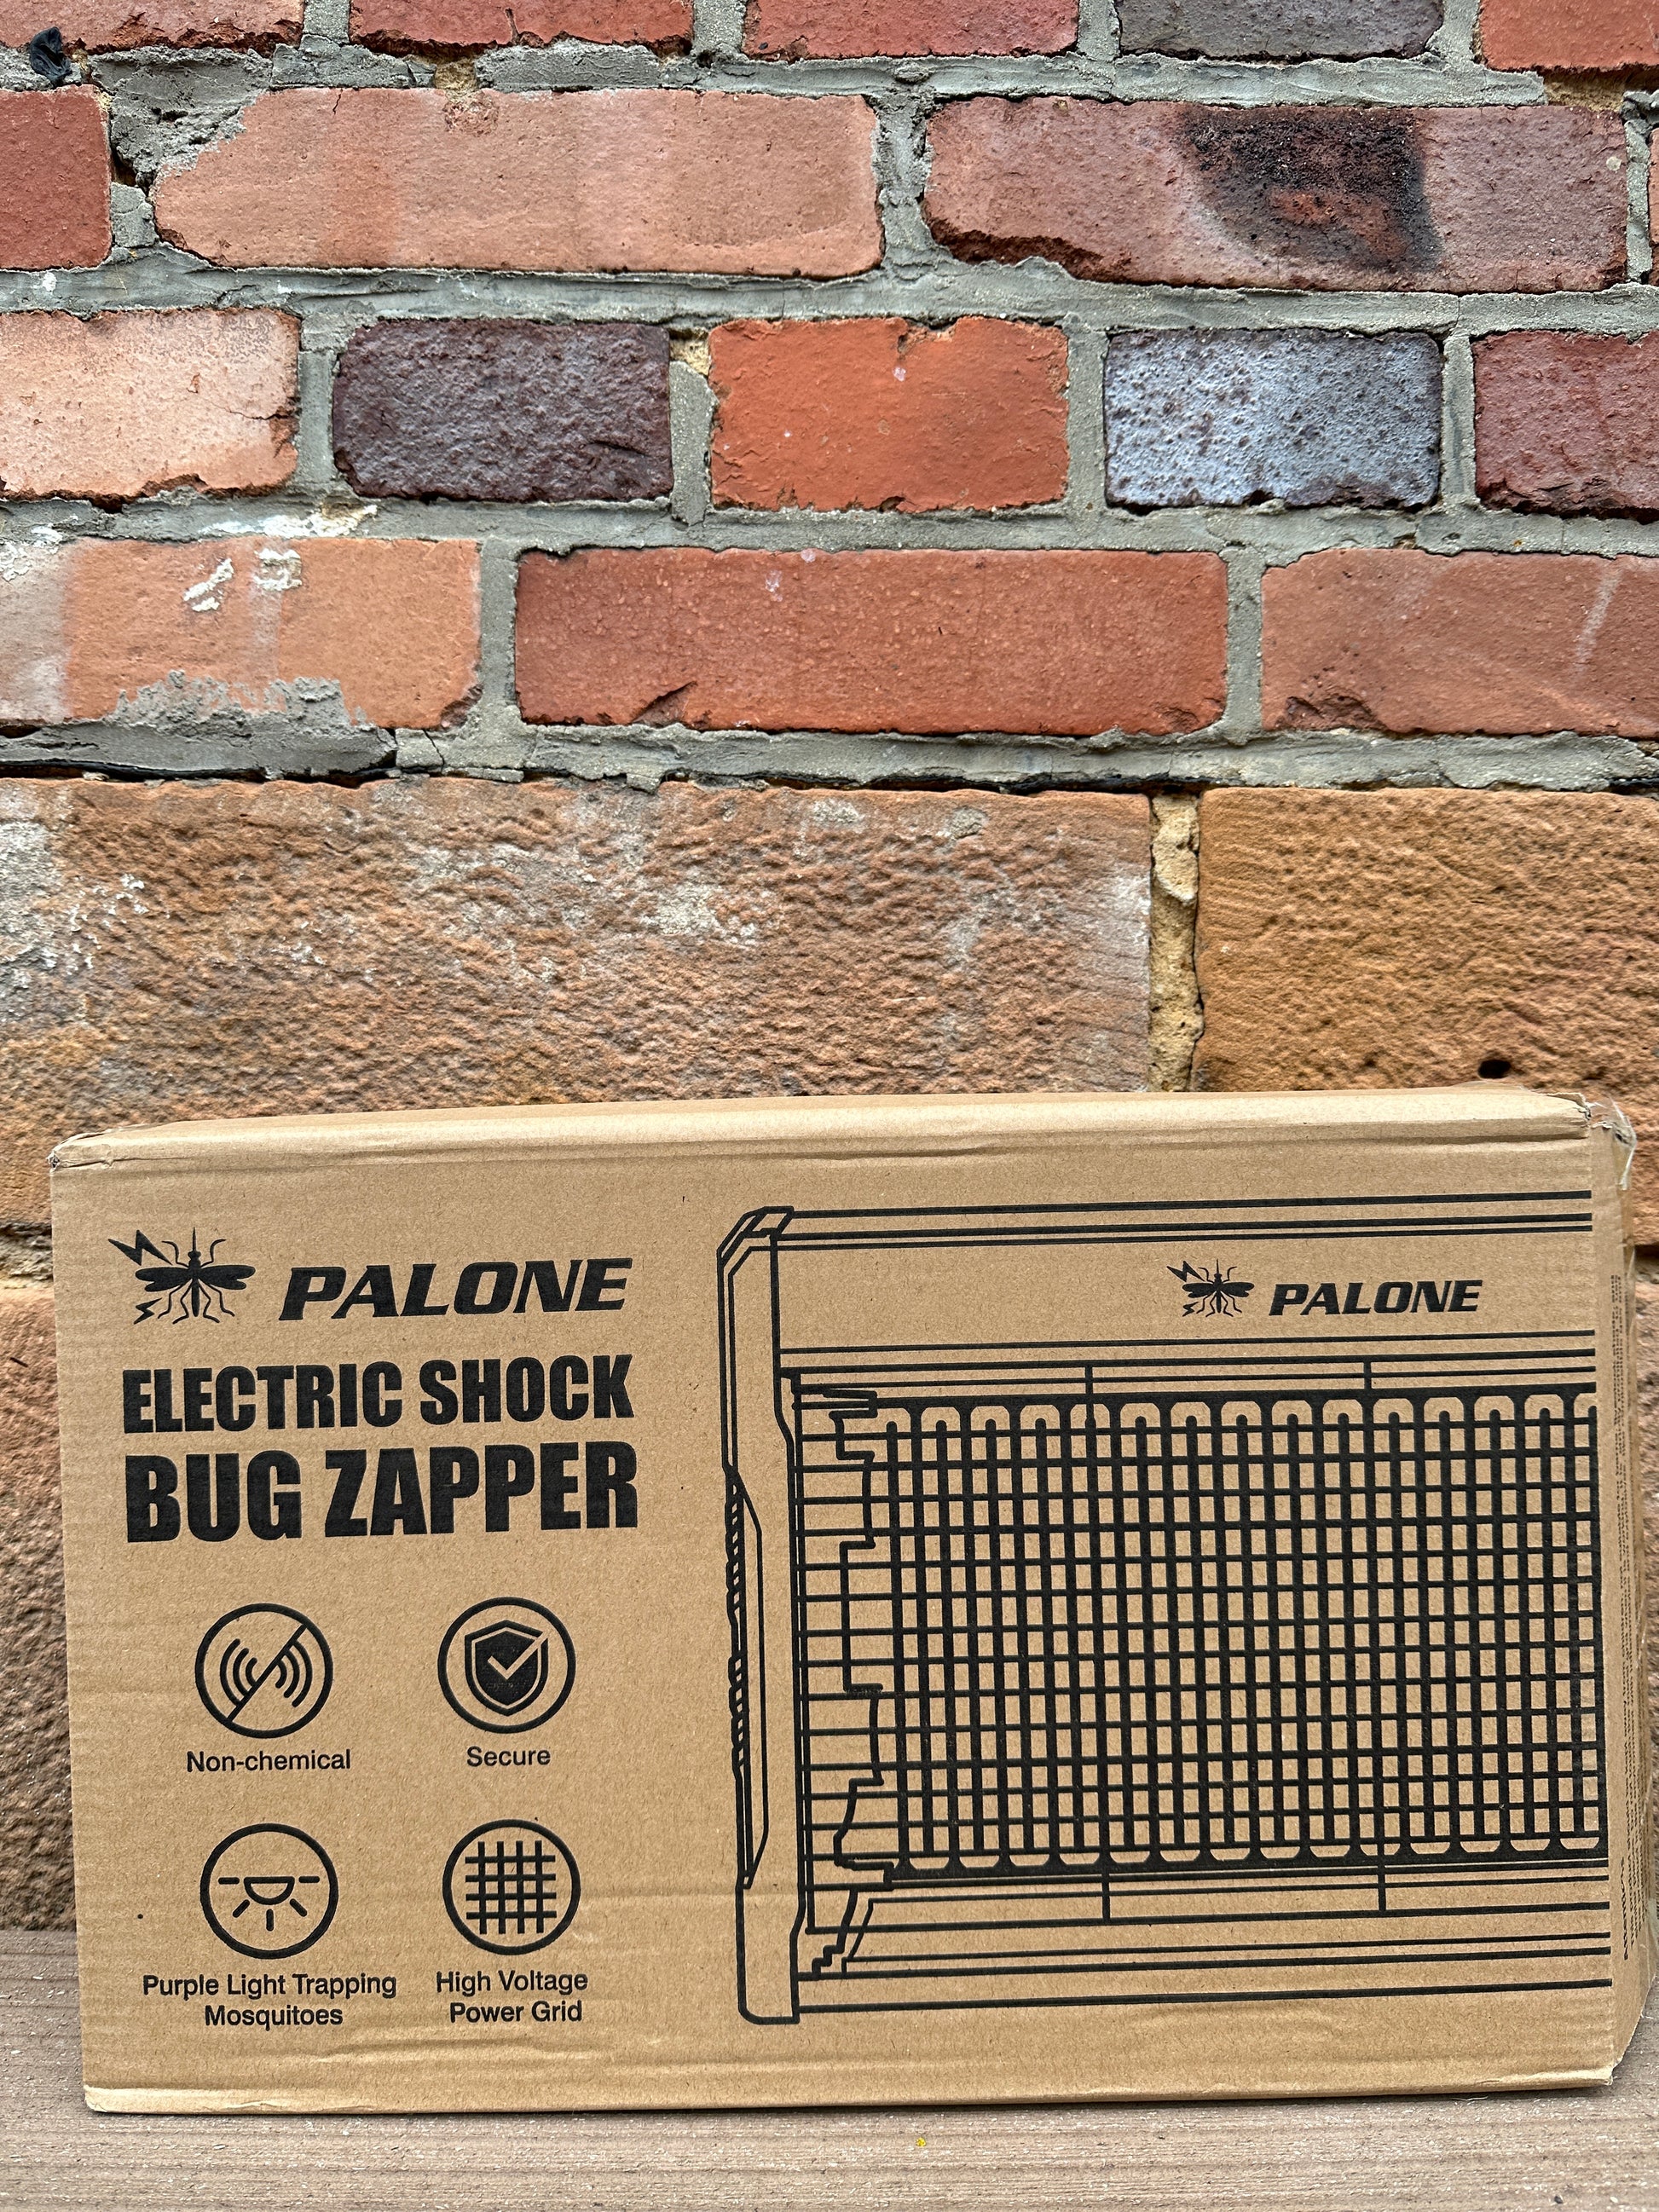 PALONE
ELECTRIC SHOCK
BUG ZAPPER
Non-chemical
Secure
Purple Light Trapping
Mosquitoes
High Voltage
Power Grid
PALONE